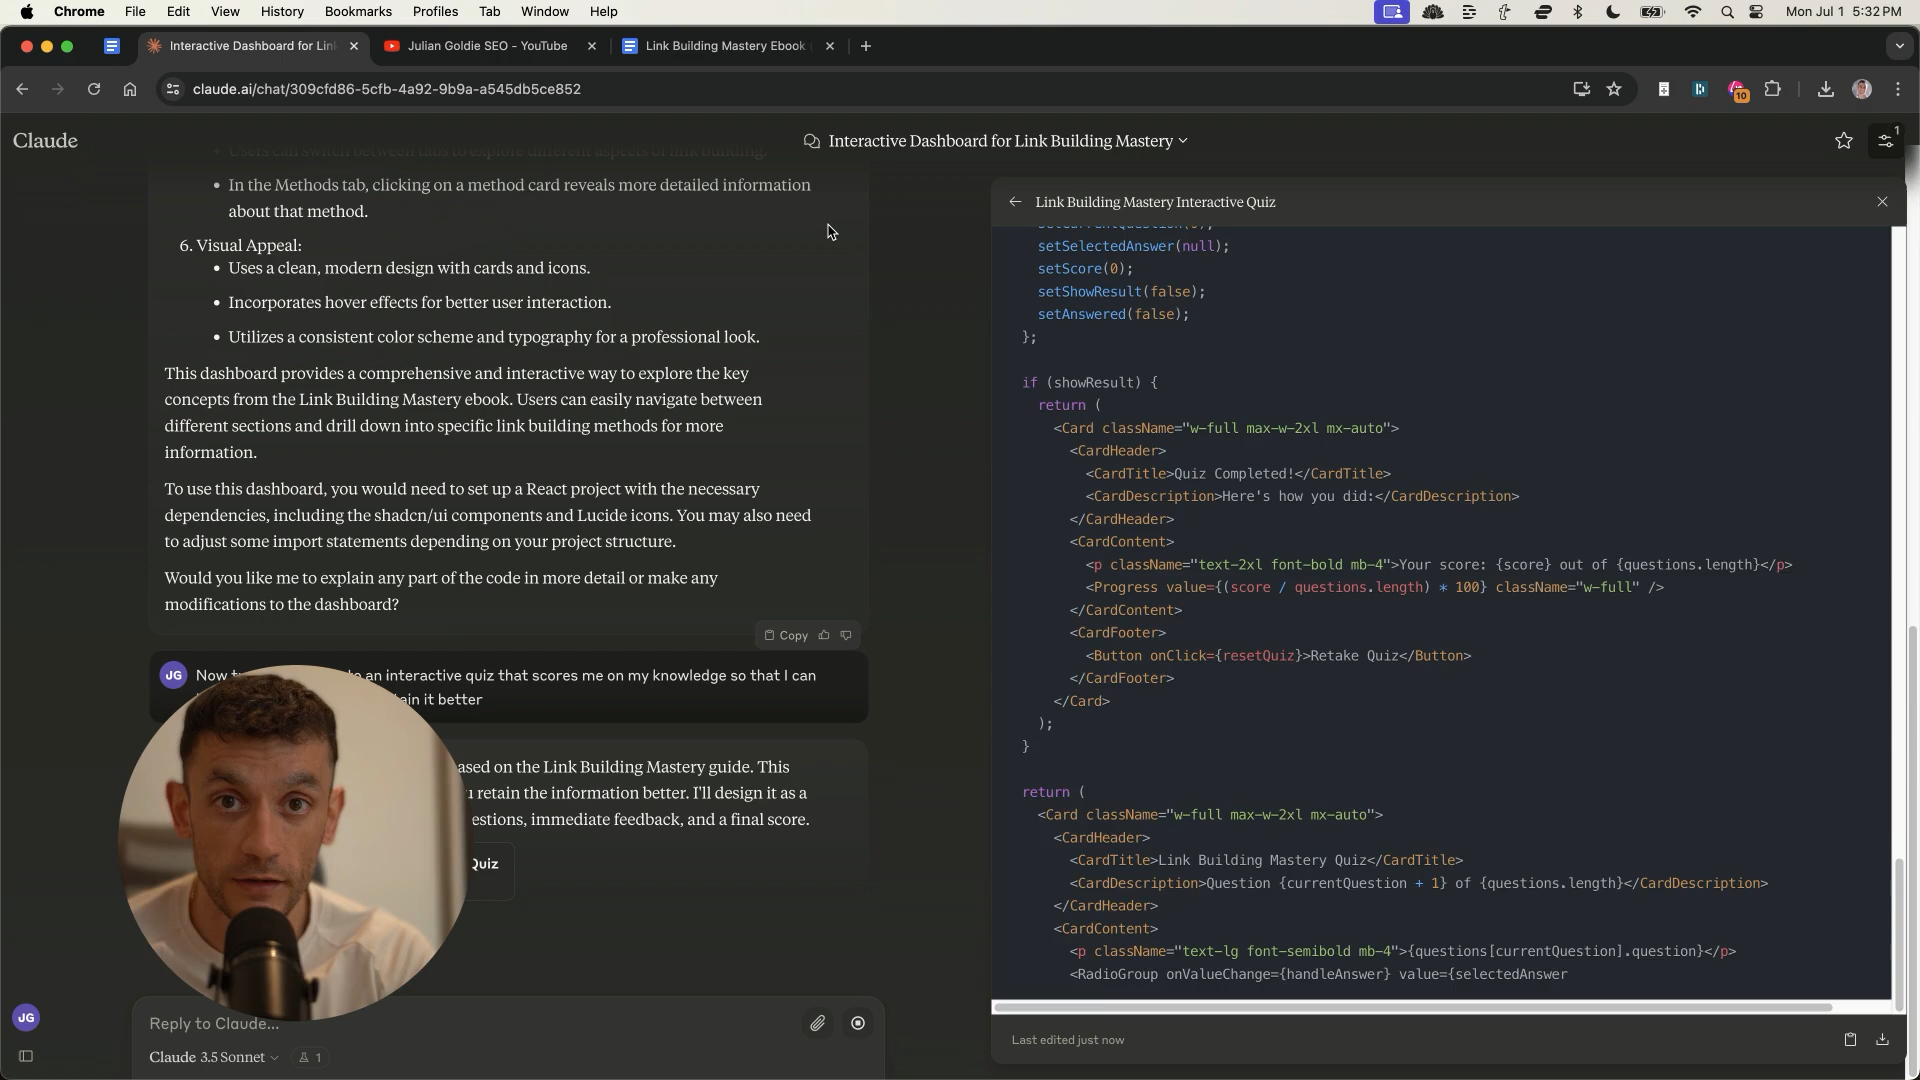 Chrome File Edit View History Bookmarks Profiles Tab Window Help Mon Jul 1 5:32 PM
Interactive Dashboard for Lin
Julian Goldie SEO - YouTube
Link Building Mastery Ebook
10
claude.ai/chat/309cfd86-5cfb-4a92-9b9a-a545db5ce852
Claude
Interactive Dashboard for Link Building Mastery
1
• Users can switch between tabs to explore different aspects of link building.
• In the Methods tab, clicking on a method card reveals more detailed information
about that method.
6. Visual Appeal:
• Uses a clean, modern design with cards and icons.
• Incorporates hover effects for better user interaction.
• Utilizes a consistent color scheme and typography for a professional look.
This dashboard provides a comprehensive and interactive way to explore the key
concepts from the Link Building Mastery ebook. Users can easily navigate between
different sections and drill down into specific link building methods for more
information.
To use this dashboard, you would need to set up a React project with the necessary
dependencies, including the shadcn/ui components and Lucide icons. You may also need
to adjust some import statements depending on your project structure.
Would you like me to explain any part of the code in more detail or make any
modifications to the dashboard?
Copy
JG
Now an interactive quiz that scores me on my knowledge so that I can
it better
ased on the Link Building Mastery guide. This
retain the information better. I'll design it as a
estions, immediate feedback, and a final score.
Quiz
JG
Reply to Claude...
Claude 3.5 Sonnet
1
Link Building Mastery Interactive Quiz
setCurrentQuestion(0);
setSelectedAnswer(null);
setScore(0);
setShowResult(false);
setAnswered(false);
};
if (showResult) {
return (
<Card className="w-full max-w-2xl mx-auto">
<CardHeader>
<CardTitle>Quiz Completed!</CardTitle>
<CardDescription>Here's how you did:</CardDescription>
</CardHeader>
<CardContent>
<p className="text-2xl font-bold mb-4">Your score: {score} out of {questions.length}</p>
<Progress value={(score / questions.length) * 100} className="w-full" />
</CardContent>
<CardFooter>
<Button onClick={resetQuiz}>Retake Quiz</Button>
</CardFooter>
</Card>
);
}
return (
<Card className="w-full max-w-2xl mx-auto">
<CardHeader>
<CardTitle>Link Building Mastery Quiz</CardTitle>
<CardDescription>Question {currentQuestion + 1} of {questions.length}</CardDescription>
</CardHeader>
<CardContent>
<p className="text-lg font-semibold mb-4">{questions[currentQuestion].question}</p>
<RadioGroup onValueChange={handleAnswer} value={selectedAnswer
Last edited just now